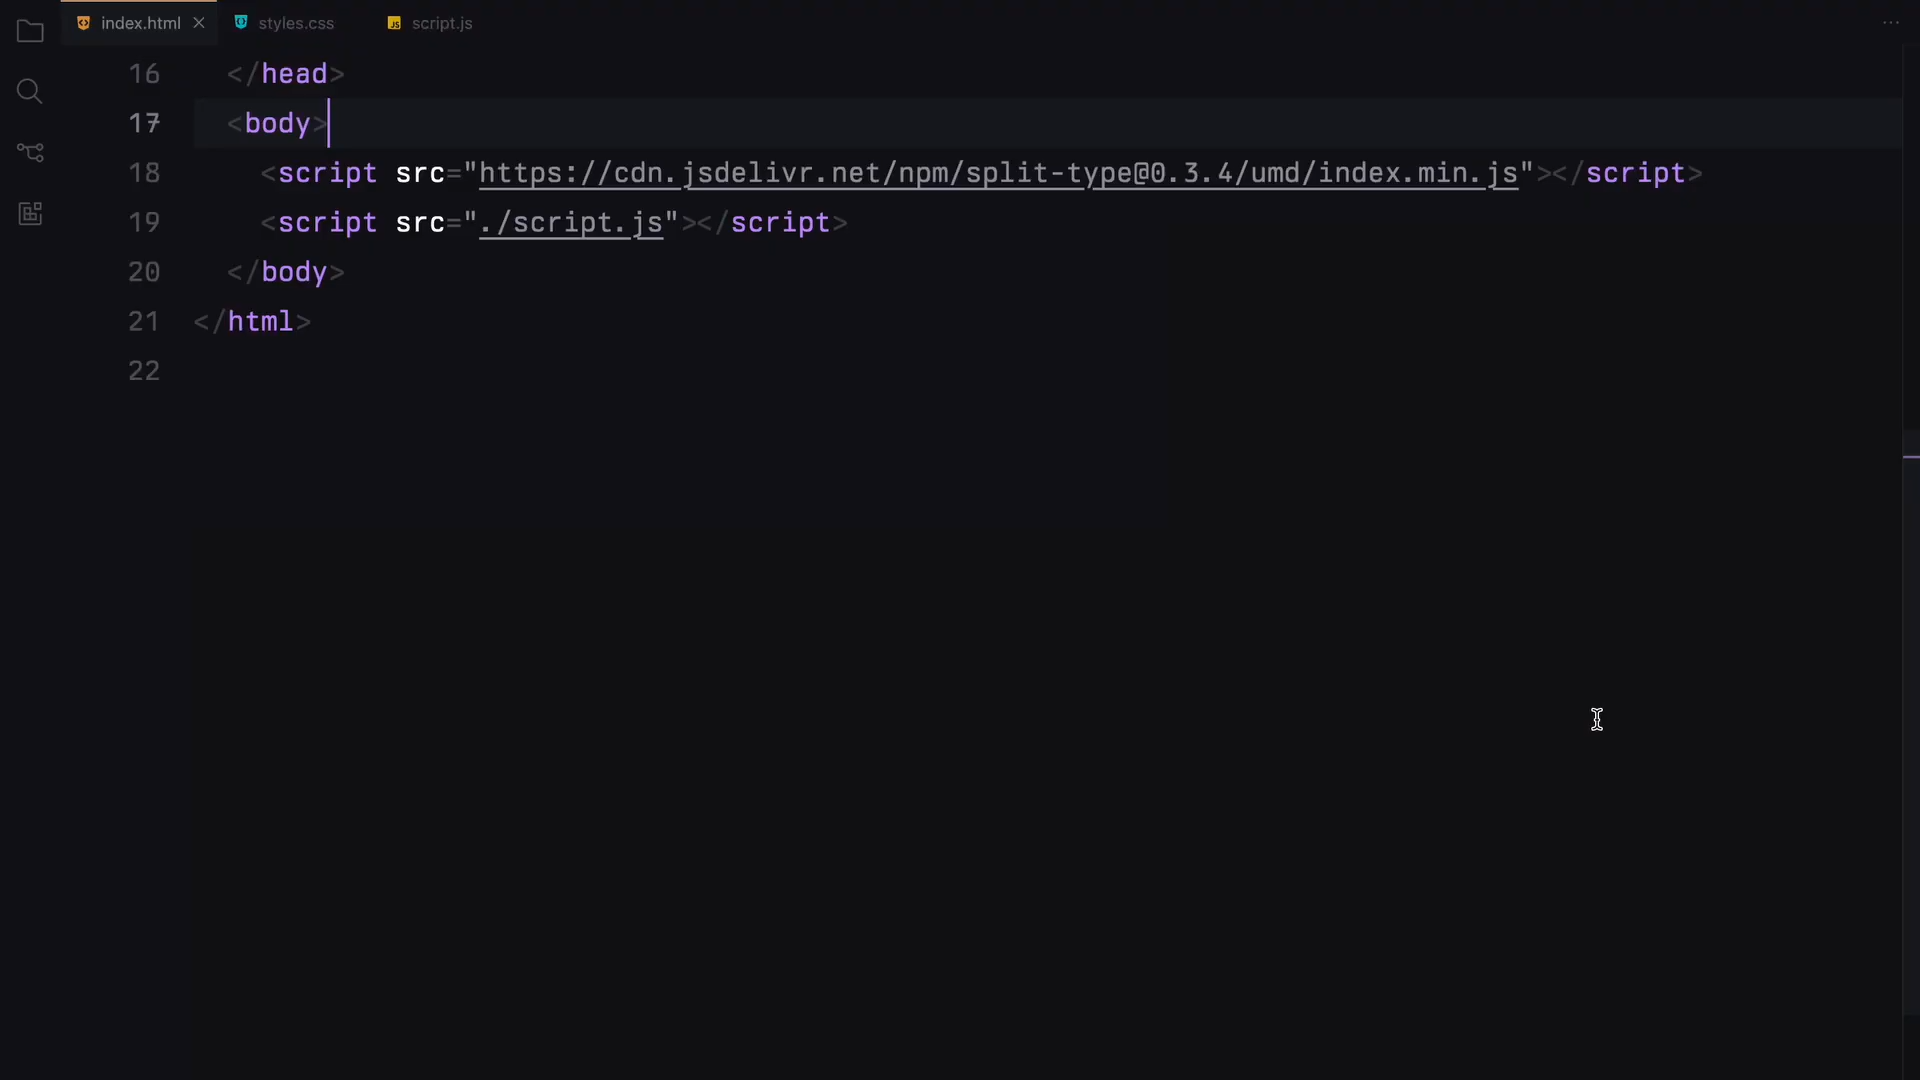 index.html styles.css script.js
16 </head>
17 <body>
18 <script src="https://cdn.jsdelivr.net/npm/split-type@0.3.4/umd/index.min.js"></script>
19 <script src="./script.js"></script>
20 </body>
21 </html>
22